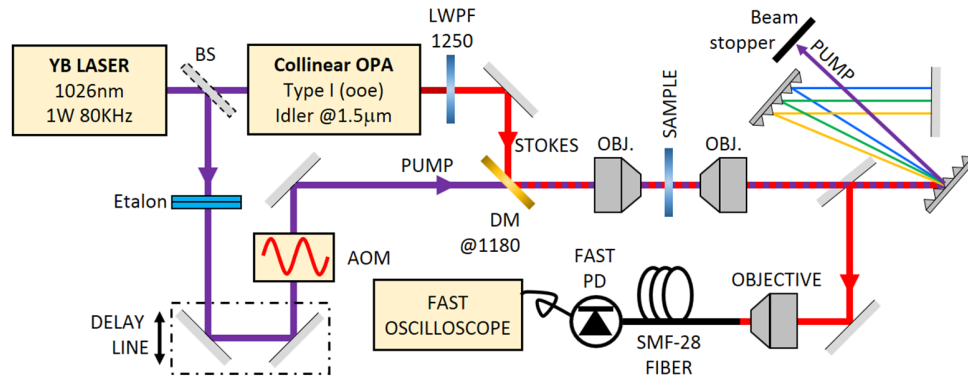 YB LASER
1026nm
1W 80KHz
BS
Collinear OPA
Type I (ooe)
Idler @1.5μm
LWPF
1250
STOKES
Beam
stopper
PUMP
OBJ.
SAMPLE
OBJ.
PUMP
DM
@1180
Etalon
AOM
DELAY
LINE
FAST
OSCILLOSCOPE
FAST
PD
SMF-28
FIBER
OBJECTIVE